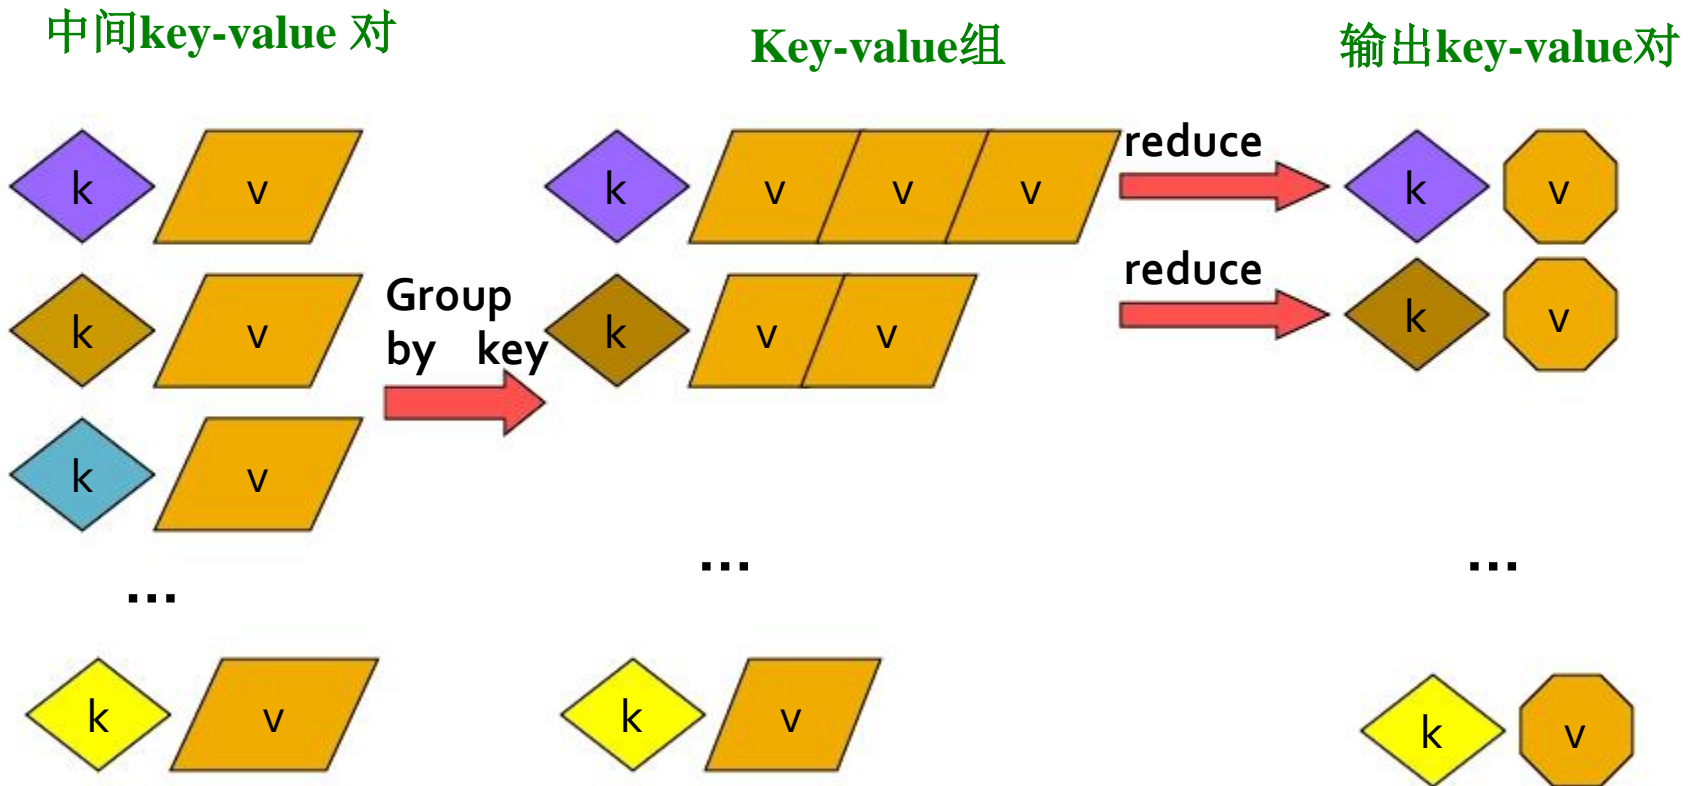 中间key-value 对
Key-value组
输出key-value对
k v
k v v v
reduce
k v
k v
Group
by key
k v v
reduce
k v
k v
...
...
...
k v
k v
k v